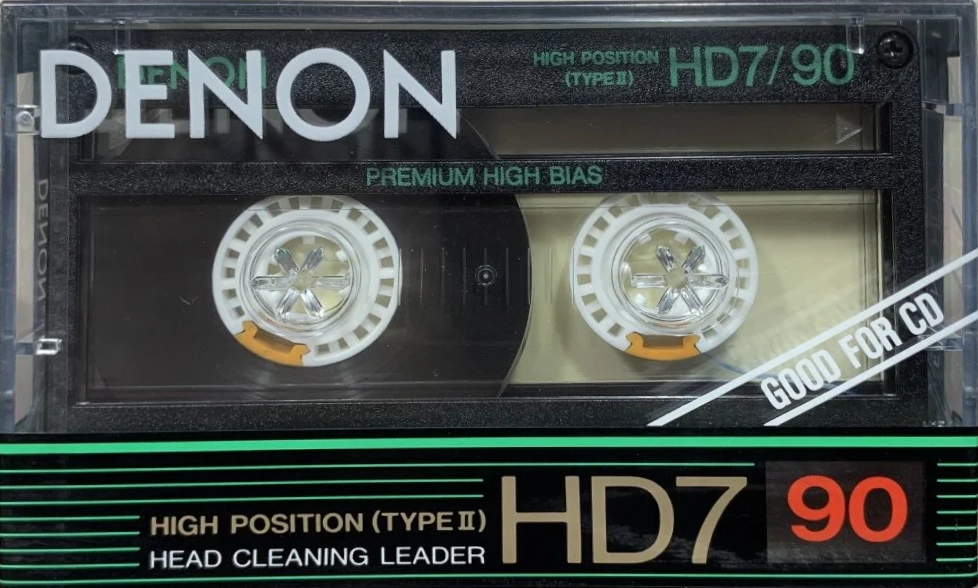 DENON
DENON
HIGH POSITION
(TYPE II)
HD7/90
PREMIUM HIGH BIAS
DENON
GOOD FOR CD
HIGH POSITION (TYPE II)
HEAD CLEANING LEADER
HD7
90